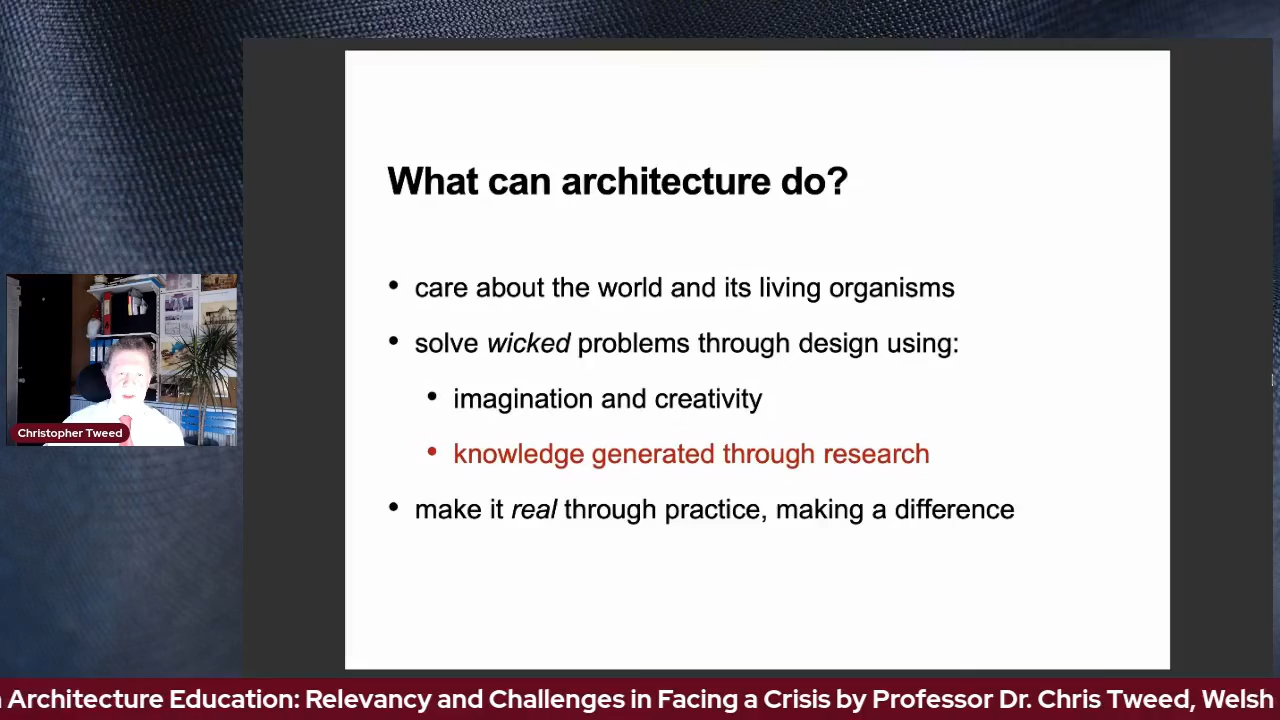 What can architecture do?
• care about the world and its living organisms
• solve wicked problems through design using:
• imagination and creativity
• knowledge generated through research
• make it real through practice, making a difference
Christopher Tweed
Architecture Education: Relevancy and Challenges in Facing a Crisis by Professor Dr. Chris Tweed, Welsh